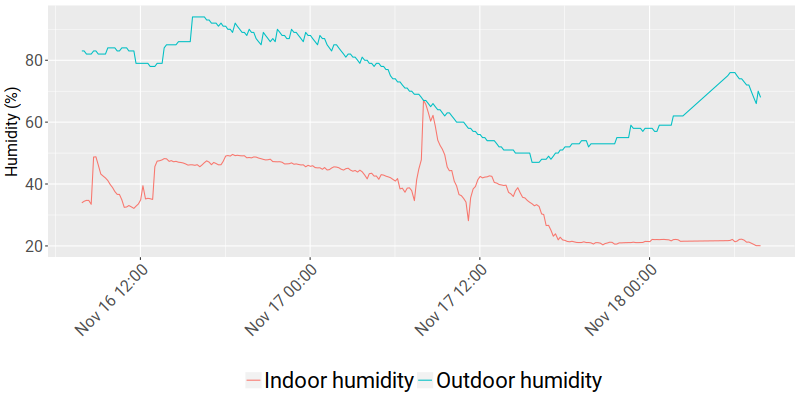 Humidity (%)
80
60
40
20
Nov 16 12:00
Nov 17 00:00
Nov 17 12:00
Nov 18 00:00
Indoor humidity
Outdoor humidity